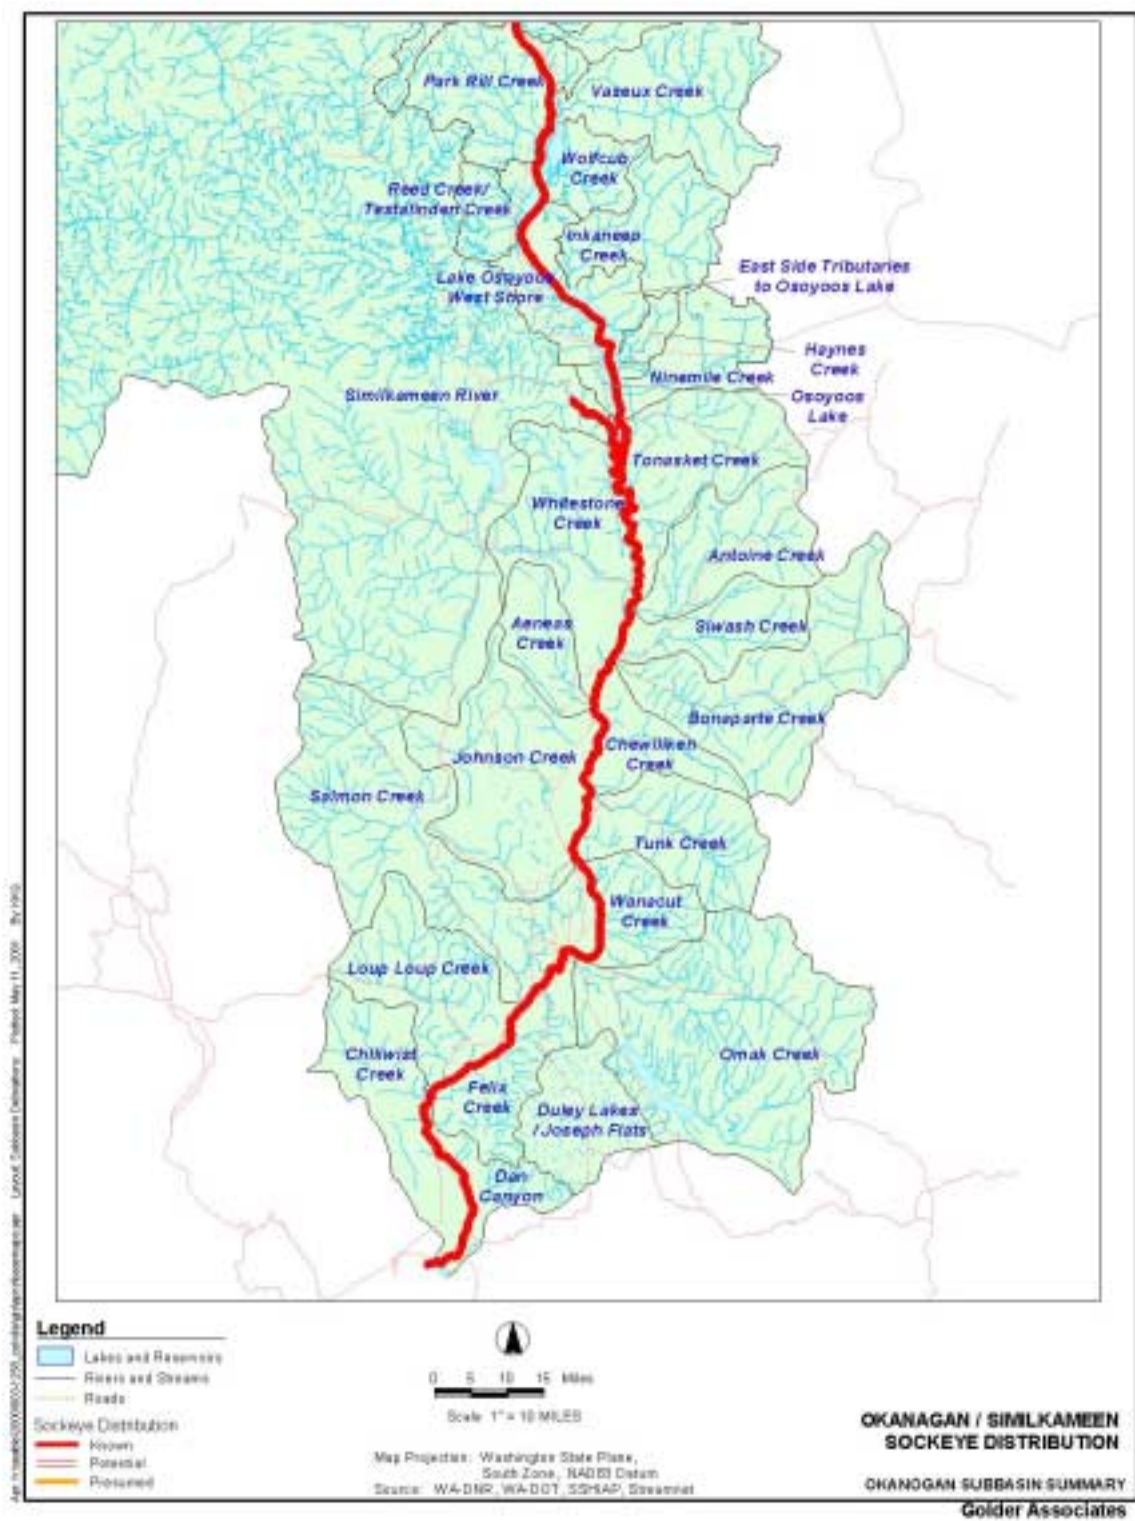 Park Rill Creek
Vaseux Creek
Wolfcub
Creek
Reed Creek/
Testalinden Creek
Inkaneep
Creek
Lake Osoyoos
West Shore
East Side Tributaries
to Osoyoos Lake
Haynes
Creek
Ninemile Creek
Osoyoos
Lake
Similkameen River
Tonasket Creek
Whitestone
Creek
Antoine Creek
Aeneas
Creek
Siwash Creek
Bonaparte Creek
Johnson Creek
Chewiliken
Creek
Salmon Creek
Tunk Creek
Wanacut
Creek
Loup Loup Creek
Chiliwist
Creek
Omak Creek
Felix
Creek
Duley Lakes
/ Joseph Flats
Dan
Canyon
Legend
Lakes and Reservoirs
Rivers and Streams
Roads
Sockeye Distribution
Known
Potential
Presumed
0 5 10 15 Miles
Scale 1" = 10 MILES
Map Projection: Washington State Plane,
South Zone, NAD83 Datum
Source: WA-DNR, WA-DOT, SSHIAP, Streamnet
OKANAGAN / SIMILKAMEEN
SOCKEYE DISTRIBUTION
OKANOGAN SUBBASIN SUMMARY
Golder Associates